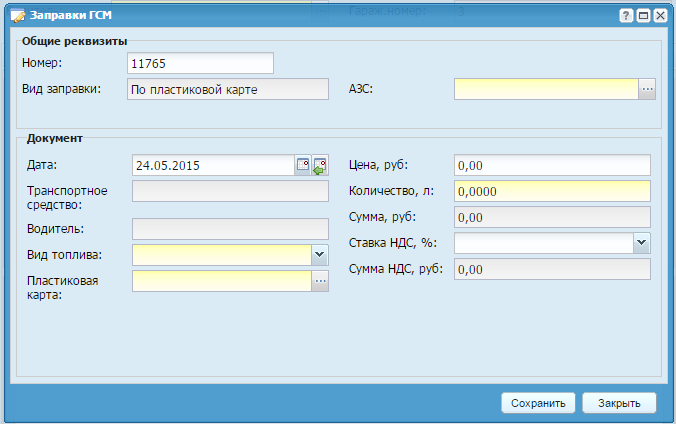 Гараж.номер: 3
Заправки ГСМ
Общие реквизиты
Номер: 11765
Вид заправки: По пластиковой карте АЗС:
Документ
Дата: 24.05.2015 Цена, руб: 0,00
Транспортное средство: Количество, л: 0,0000
Водитель: Сумма, руб: 0,00
Вид топлива: Ставка НДС, %:
Пластиковая карта: Сумма НДС, руб: 0,00
Сохранить Закрыть